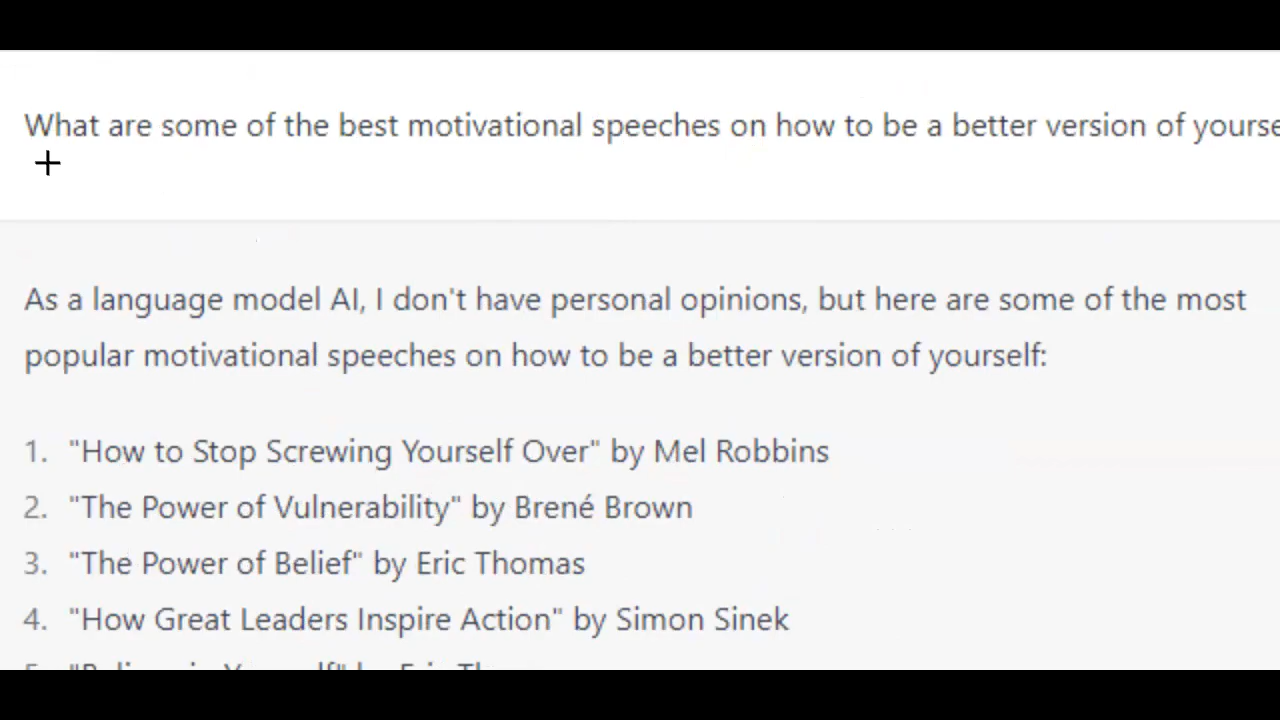 What are some of the best motivational speeches on how to be a better version of
As a language model AI, I don't have personal opinions, but here are some of the most
popular motivational speeches on how to be a better version of yourself:
1. "How to Stop Screwing Yourself Over" by Mel Robbins
2. "The Power of Vulnerability" by Brené Brown
3. "The Power of Belief" by Eric Thomas
4. "How Great Leaders Inspire Action" by Simon Sinek